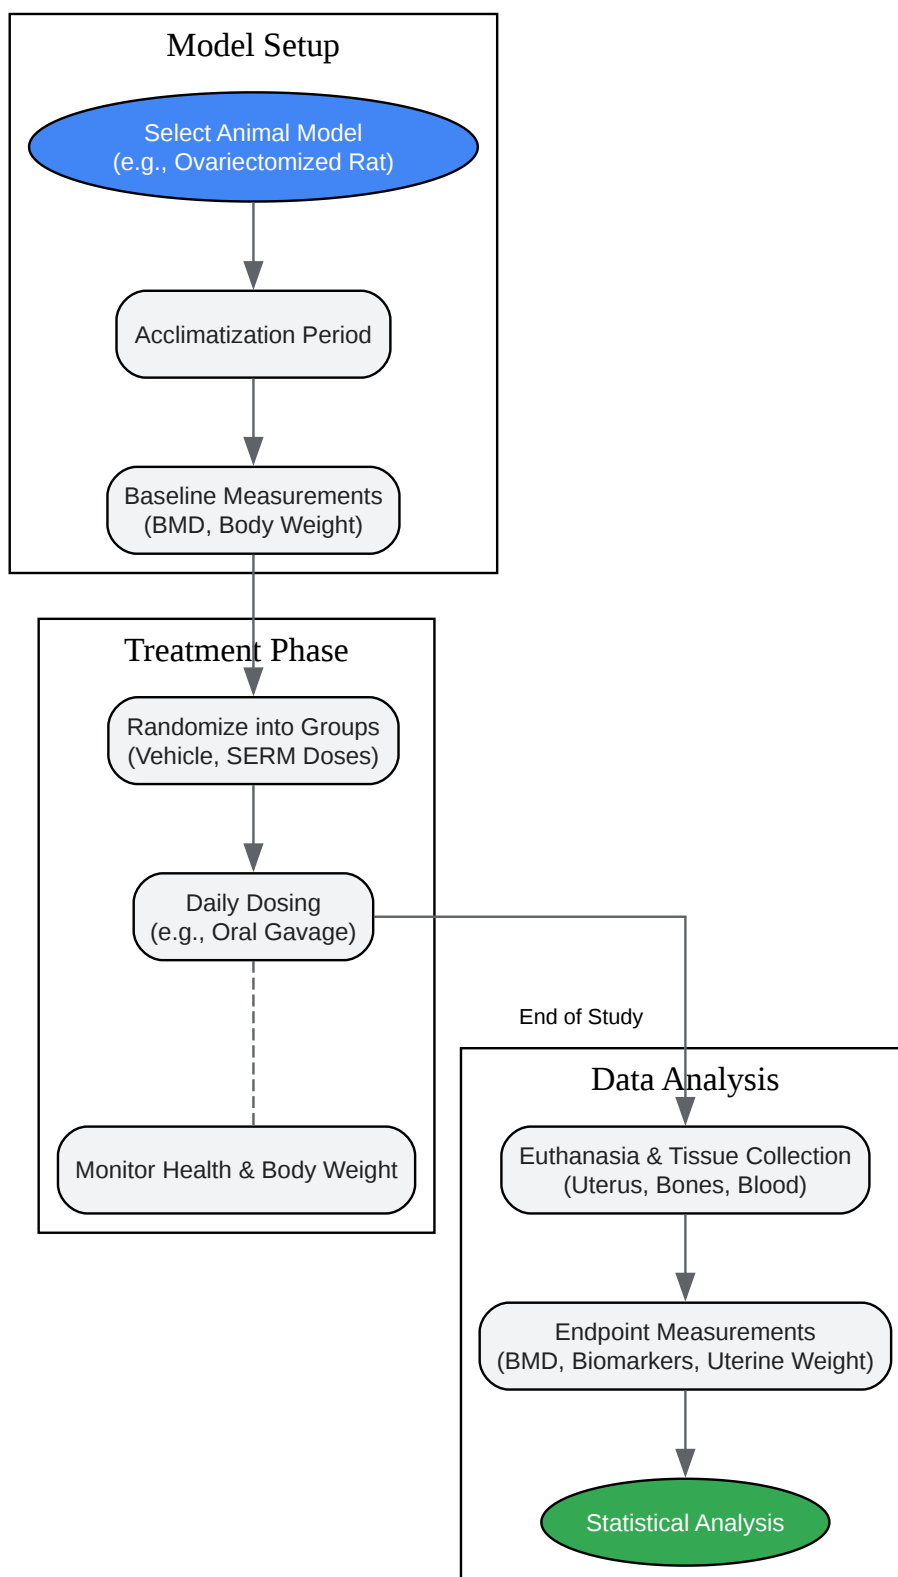 Model Setup
Select Animal Model
(e.g., Ovariectomized Rat)
Acclimatization Period
Baseline Measurements
(BMD, Body Weight)
Treatment Phase
Randomize into Groups
(Vehicle, SERM Doses)
Daily Dosing
(e.g., Oral Gavage)
Monitor Health & Body Weight
End of Study
Data Analysis
Euthanasia & Tissue Collection
(Uterus, Bones, Blood)
Endpoint Measurements
(BMD, Biomarkers, Uterine Weight)
Statistical Analysis